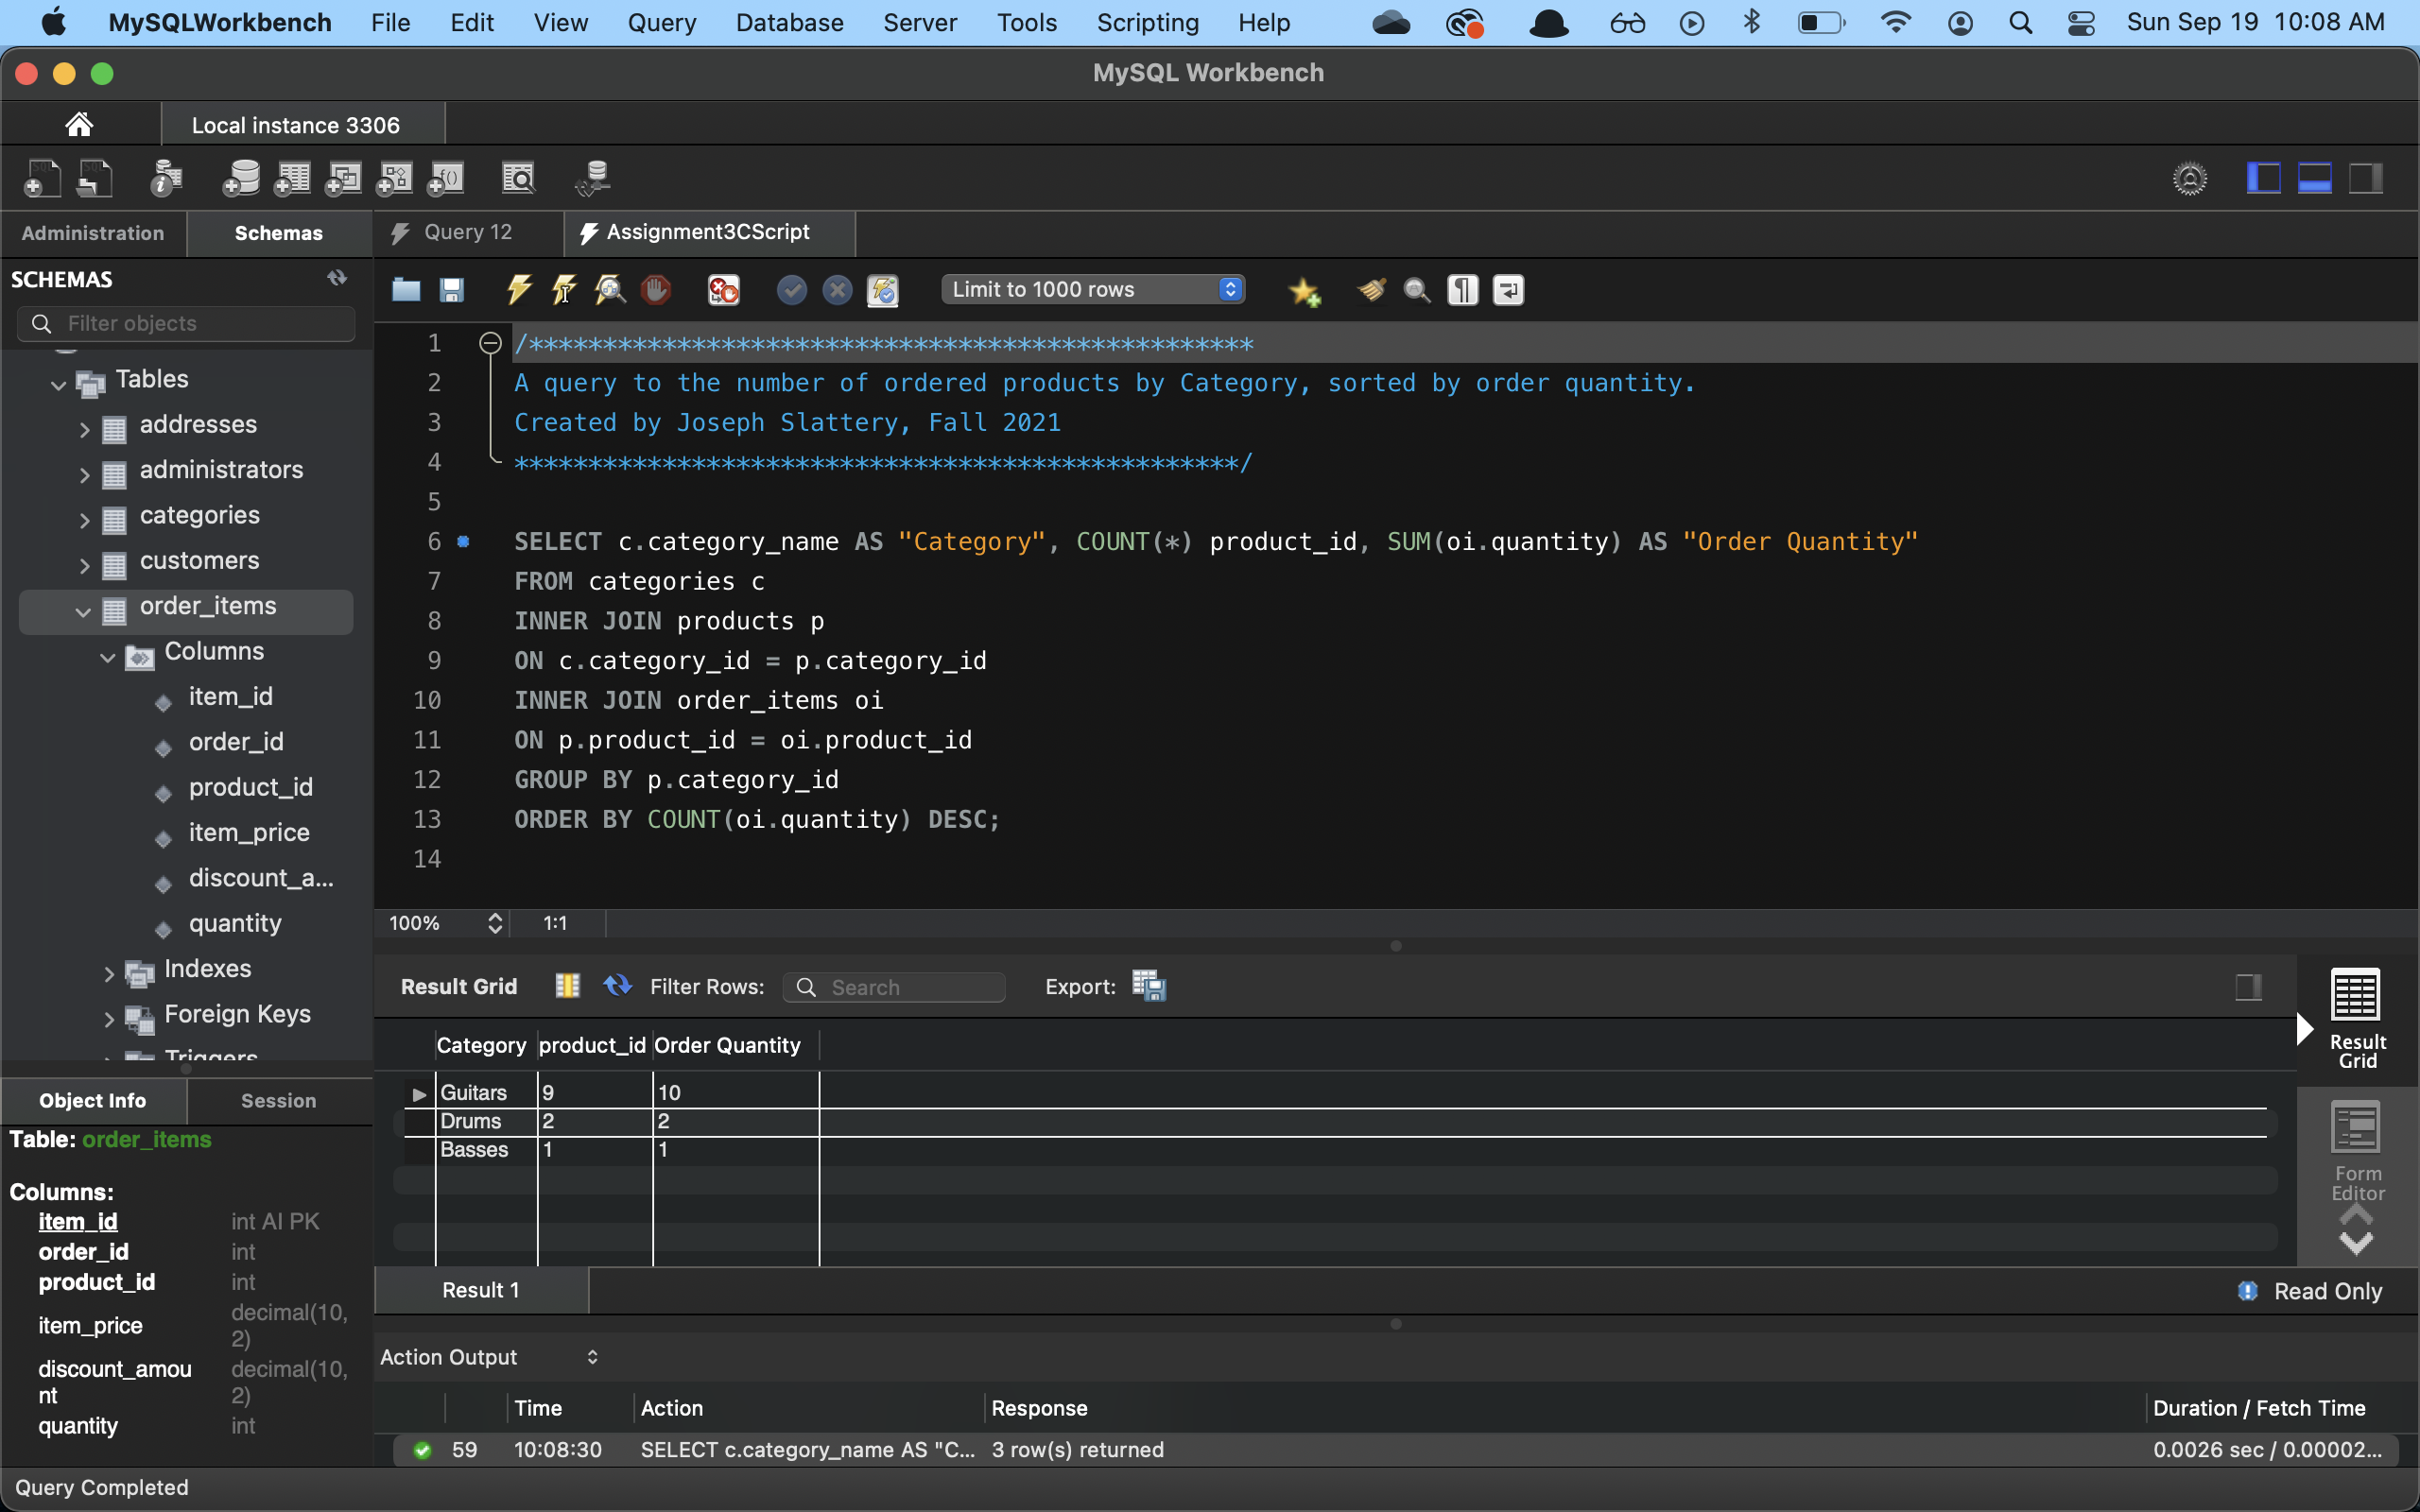 MySQLWorkbench File Edit View Query Database Server Tools Scripting Help Sun Sep 19 10:08 AM
MySQL Workbench
Local instance 3306
Administration Schemas Query 12 Assignment3CScript
SCHEMAS
Filter objects
Limit to 1000 rows
Tables
addresses
administrators
categories
customers
order_items
Columns
item_id
order_id
product_id
item_price
discount_a...
quantity
Indexes
Foreign Keys
Triggers
1 /*************************************************
2 A query to the number of ordered products by Category, sorted by order quantity.
3 Created by Joseph Slattery, Fall 2021
4 *************************************************/
5
6 SELECT c.category_name AS "Category", COUNT(*) product_id, SUM(oi.quantity) AS "Order Quantity"
7 FROM categories c
8 INNER JOIN products p
9 ON c.category_id = p.category_id
10 INNER JOIN order_items oi
11 ON p.product_id = oi.product_id
12 GROUP BY p.category_id
13 ORDER BY COUNT(oi.quantity) DESC;
14
100% 1:1
Result Grid Filter Rows: Search Export:
Category product_id Order Quantity
Guitars 9 10
Drums 2 2
Basses 1 1
Result Grid
Form Editor
Result 1 Read Only
Object Info Session
Table: order_items
Columns:
item_id int AI PK
order_id int
product_id int
item_price decimal(10,2)
discount_amount decimal(10,2)
quantity int
Action Output
Time Action Response Duration / Fetch Time
59 10:08:30 SELECT c.category_name AS "C... 3 row(s) returned 0.0026 sec / 0.00002...
Query Completed